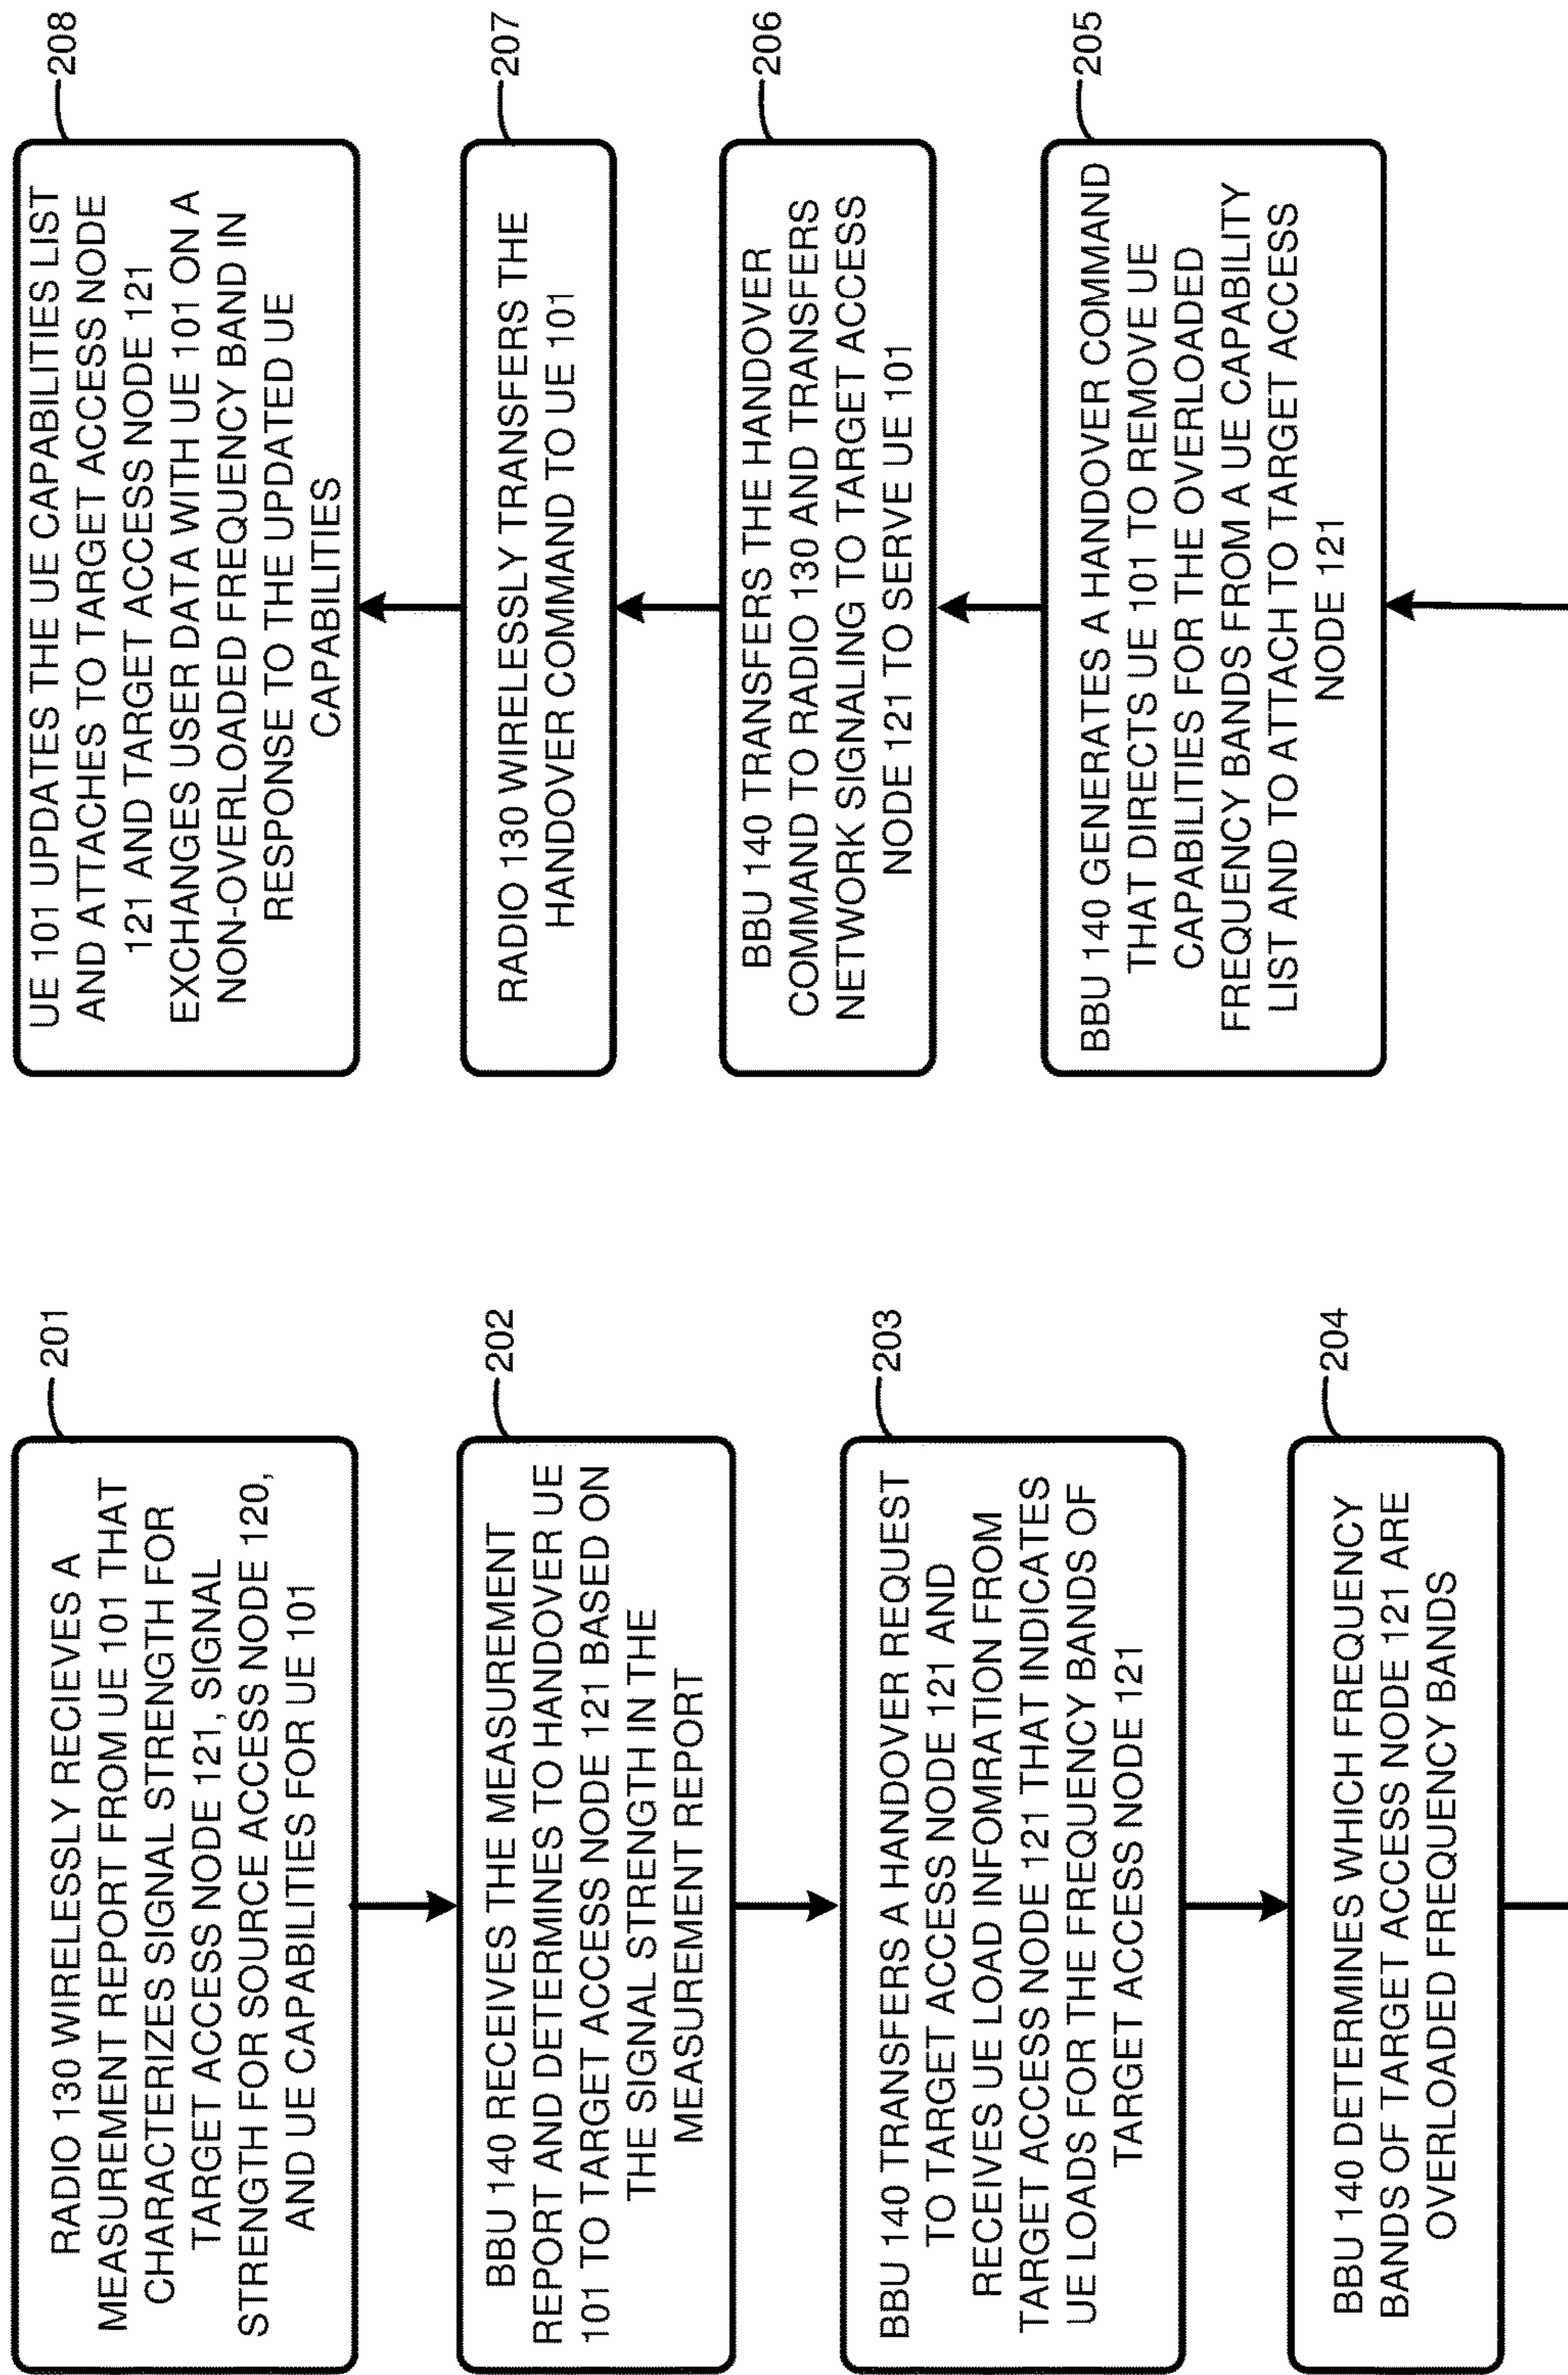 RADIO 130 WIRELESSLY RECIEVES A
MEASUREMENT REPORT FROM UE 101 THAT
CHARACTERIZES SIGNAL STRENGTH FOR
TARGET ACCESS NODE 121, SIGNAL
STRENGTH FOR SOURCE ACCESS NODE 120,
AND UE CAPABILITIES FOR UE 101
201
BBU 140 RECEIVES THE MEASUREMENT
REPORT AND DETERMINES TO HANDOVER UE
101 TO TARGET ACCESS NODE 121 BASED ON
THE SIGNAL STRENGTH IN THE
MEASUREMENT REPORT
202
BBU 140 TRANSFERS A HANDOVER REQUEST
TO TARGET ACCESS NODE 121 AND
RECEIVES UE LOAD INFOMRATION FROM
TARGET ACCESS NODE 121 THAT INDICATES
UE LOADS FOR THE FREQUENCY BANDS OF
TARGET ACCESS NODE 121
203
BBU 140 DETERMINES WHICH FREQUENCY
BANDS OF TARGET ACCESS NODE 121 ARE
OVERLOADED FREQUENCY BANDS
204
BBU 140 GENERATES A HANDOVER COMMAND
THAT DIRECTS UE 101 TO REMOVE UE
CAPABILITIES FOR THE OVERLOADED
FREQUENCY BANDS FROM A UE CAPABILITY
LIST AND TO ATTACH TO TARGET ACCESS
NODE 121
205
BBU 140 TRANSFERS THE HANDOVER
COMMAND TO RADIO 130 AND TRANSFERS
NETWORK SIGNALING TO TARGET ACCESS
NODE 121 TO SERVE UE 101
206
RADIO 130 WIRELESSLY TRANSFERS THE
HANDOVER COMMAND TO UE 101
207
UE 101 UPDATES THE UE CAPABILITIES LIST
AND ATTACHES TO TARGET ACCESS NODE
121 AND TARGET ACCESS NODE 121
EXCHANGES USER DATA WITH UE 101 ON A
NON-OVERLOADED FREQUENCY BAND IN
RESPONSE TO THE UPDATED UE
CAPABILITIES
208